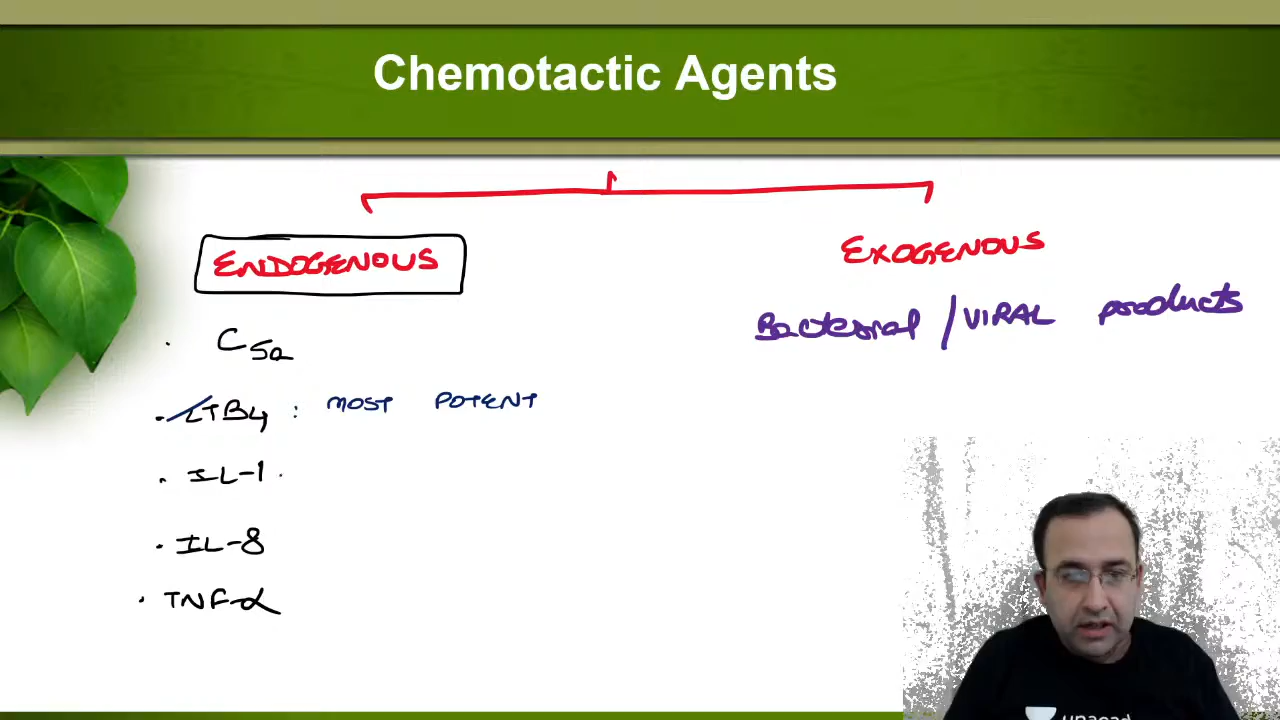 Chemotactic Agents
ENDOGENOUS
EXOGENOUS
Bacterial / VIRAL products
C5a
LTB4 : MOST POTENT
IL-1
IL-8
TNF-α